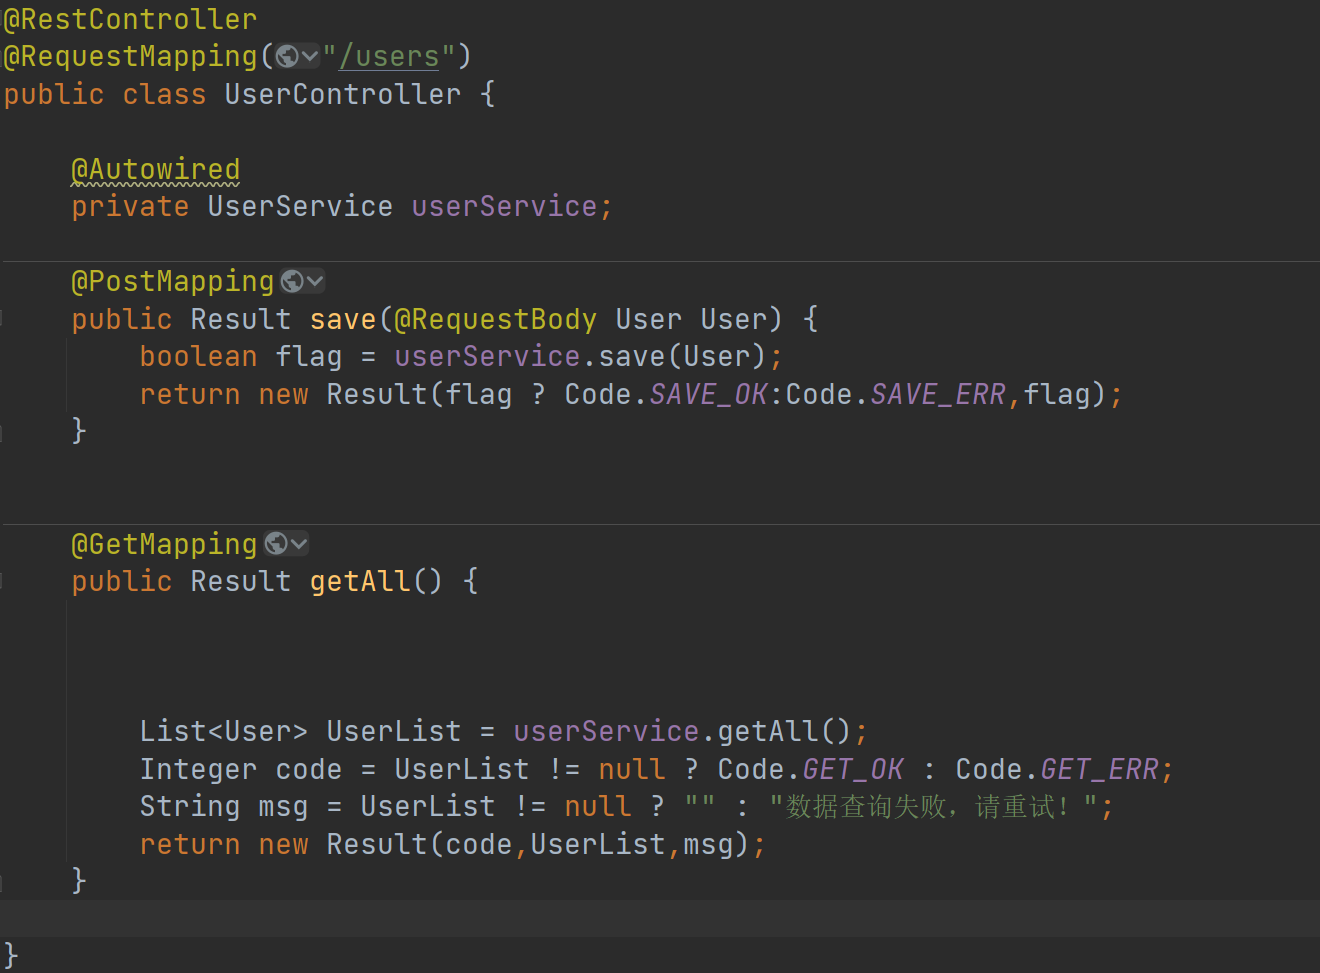 @RestController
@RequestMapping("/users")
public class UserController {
@Autowired
private UserService userService;
@PostMapping
public Result save(@RequestBody User User) {
boolean flag = userService.save(User);
return new Result(flag ? Code.SAVE_OK:Code.SAVE_ERR,flag);
}
@GetMapping
public Result getAll() {
List<User> UserList = userService.getAll();
Integer code = UserList != null ? Code.GET_OK : Code.GET_ERR;
String msg = UserList != null ? "" : "数据查询失败，请重试！";
return new Result(code,UserList,msg);
}
}